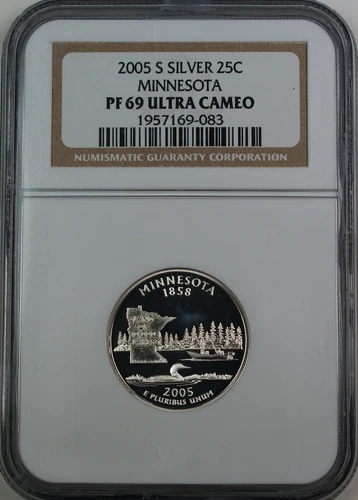 2005 S SILVER 25C
MINNESOTA
PF 69 ULTRA CAMEO
1957169-083
NUMISMATIC GUARANTY CORPORATION
MINNESOTA
1858
2005
E PLURIBUS UNUM